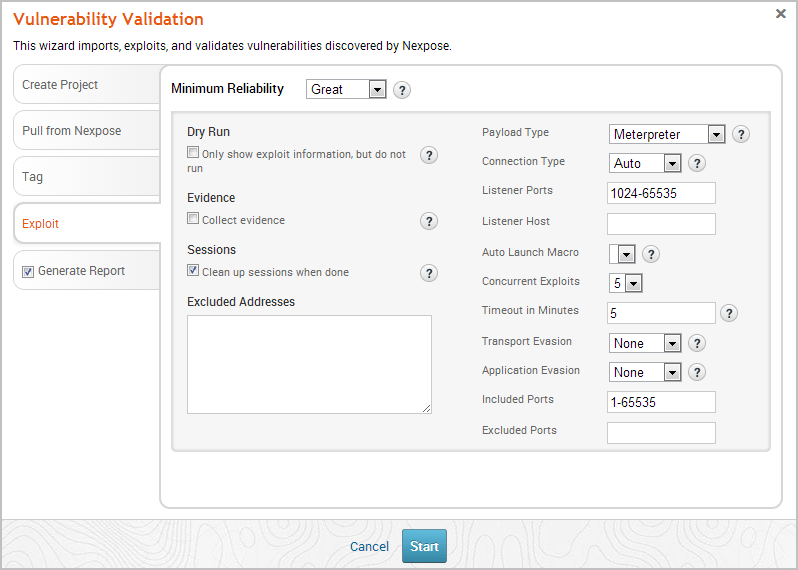 Vulnerability Validation
This wizard imports, exploits, and validates vulnerabilities discovered by Nexpose.
Create Project
Pull from Nexpose
Tag
Exploit
Generate Report
Minimum Reliability Great ?
Dry Run
Only show exploit information, but do not
run
?
Evidence
Collect evidence ?
Sessions
Clean up sessions when done ?
Excluded Addresses
Payload Type Meterpreter ?
Connection Type Auto ?
Listener Ports 1024-65535
Listener Host
Auto Launch Macro ?
Concurrent Exploits 5
Timeout in Minutes 5 ?
Transport Evasion None ?
Application Evasion None ?
Included Ports 1-65535
Excluded Ports
Cancel Start